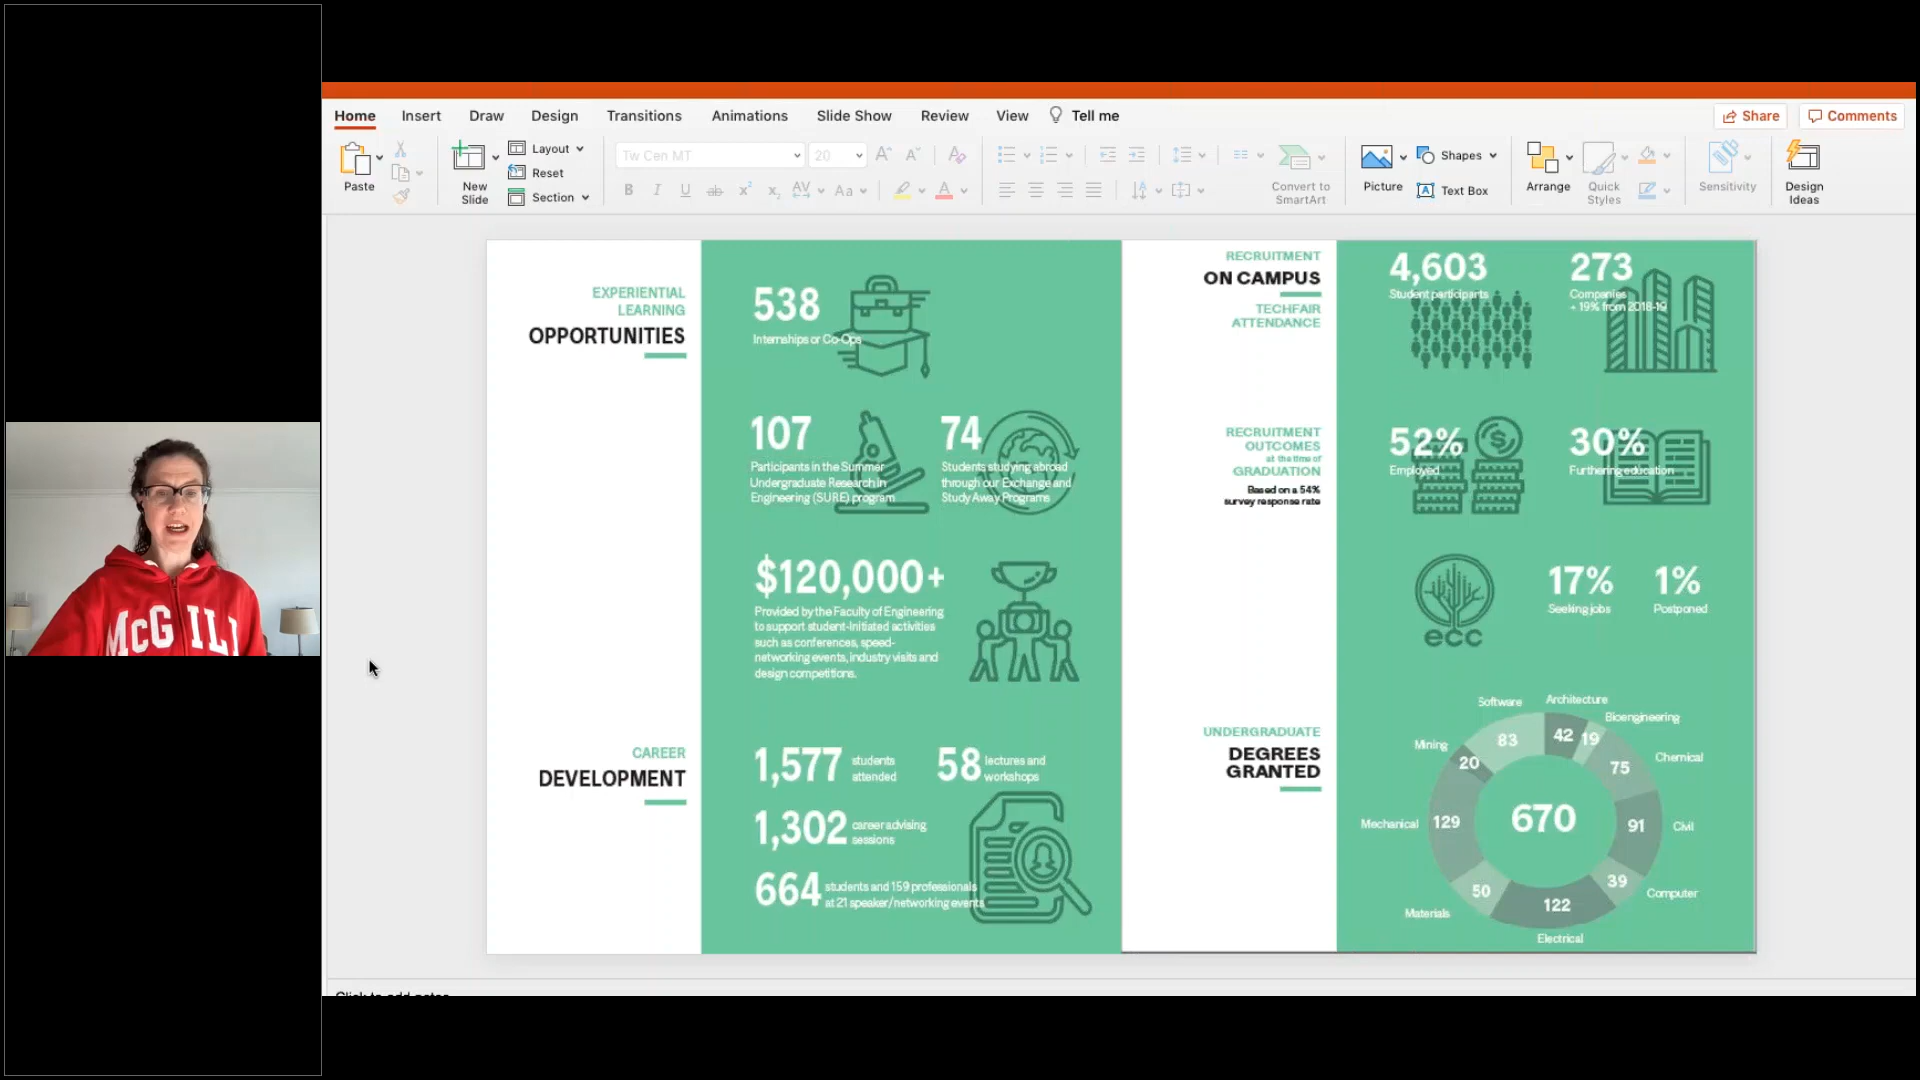 Home Insert Draw Design Transitions Animations Slide Show Review View Tell me Share Comments
Paste
New
Slide
Layout
Reset
Section
Tw Cen MT 20
Convert to
SmartArt
Picture
Shapes
Text Box
Arrange
Quick
Styles
Sensitivity
Design
Ideas
McGILL
EXPERIENTIAL
LEARNING
OPPORTUNITIES
538
Internships or Co-Ops
107
Participants in the Summer
Undergraduate Research in
Engineering (SURE) program
74
Students studying abroad
through our Exchange and
Study Away Programs
$120,000+
Provided by the Faculty of Engineering
to support student-initiated activities
such as conferences, speed-
networking events, industry visits and
design competitions.
CAREER
DEVELOPMENT
1,577 students
attended
58 lectures and
workshops
1,302 career advising
sessions
664 students and 159 professionals
at 21 speaker/networking events
RECRUITMENT
ON CAMPUS
TECHFAIR
ATTENDANCE
4,603
Student participants
273
Companies
+ 19% from 2018-19
RECRUITMENT
OUTCOMES
at the time of
GRADUATION
Based on a 54%
survey response rate
52%
Employed
30%
Furthering education
ecc
17%
Seeking jobs
1%
Postponed
UNDERGRADUATE
DEGREES
GRANTED
Software 83
Architecture 42
Bioengineering 19
Chemical 75
Civil 91
Computer 39
Electrical 122
Materials 50
Mechanical 129
Mining 20
670
Click to add notes